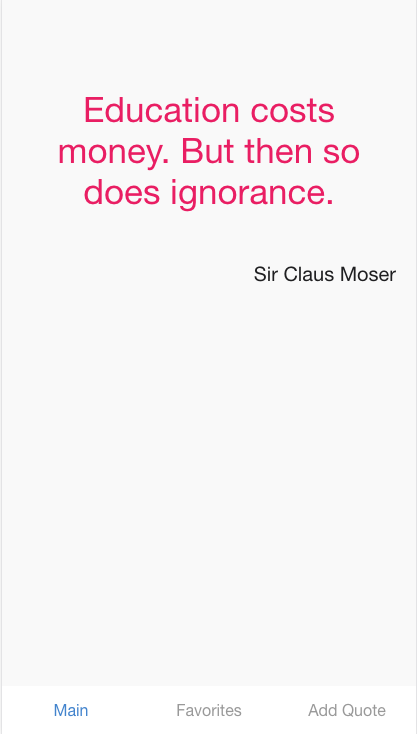 Education costs
money. But then so
does ignorance.
Sir Claus Moser
Main Favorites Add Quote